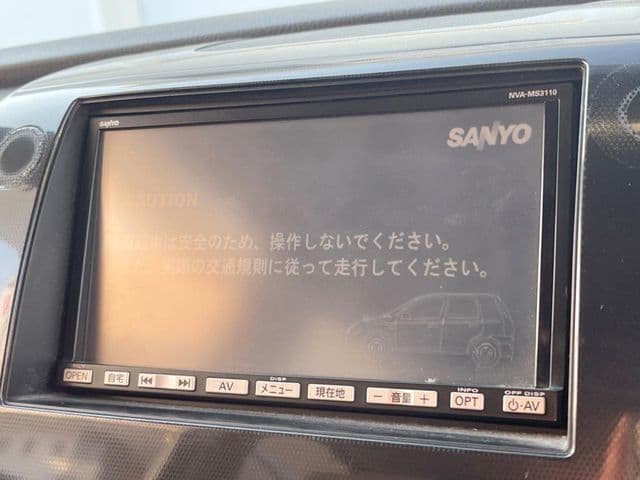 NVA-MS3110
SANYO
SANYO
CAUTION
は安全のため、操作しないでください。
実際の交通規則に従って走行してください。
DISP INFO OFF DISP
OPEN 自宅 AV メニュー 現在地 － 音量 ＋ OPT AV